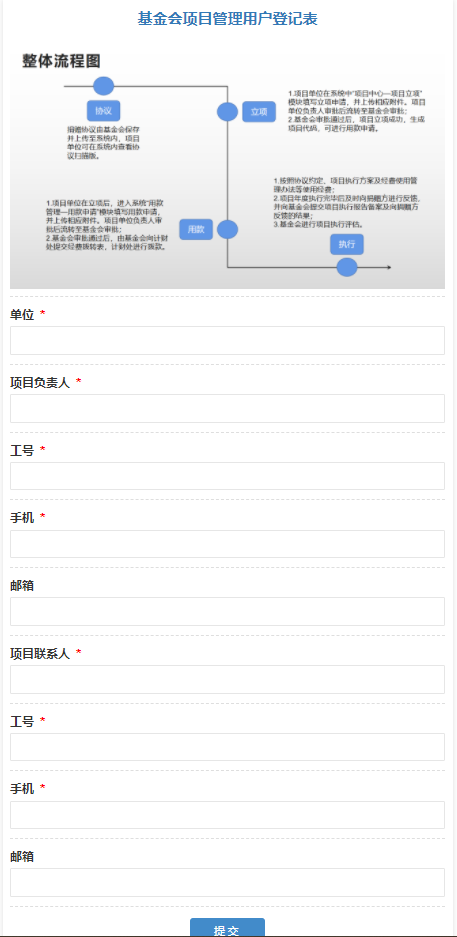 基金会项目管理用户登记表
整体流程图
协议
捐赠协议由基金会保存
并上传至系统内，项目
单位可在系统内查看协
议扫描版。
立项
1.项目单位在系统中“项目中心—项目立项”
模块填写立项申请，并上传相应附件。项目
单位负责人审批后流转至基金会审批；
2.基金会审批通过后，项目立项成功，生成
项目代码，可进行用款申请。
1.项目单位在立项后，进入系统“用款
管理—用款申请”模块填写用款申请，
并上传相应附件。项目单位负责人审
批后流转至基金会审批；
2.基金会审批通过后，由基金会向计财
处提交经费拨转表，计财处进行拨款。
用款
1.按照协议约定，项目执行方案及经费使用管
理办法等使用经费；
2.项目年度执行完毕后及时向捐赠方进行反馈，
并向基金会提交项目执行报告备案及向捐赠方
反馈的结果；
3.基金会进行项目执行评估。
执行
单位 *
项目负责人 *
工号 *
手机 *
邮箱
项目联系人 *
工号 *
手机 *
邮箱
提交